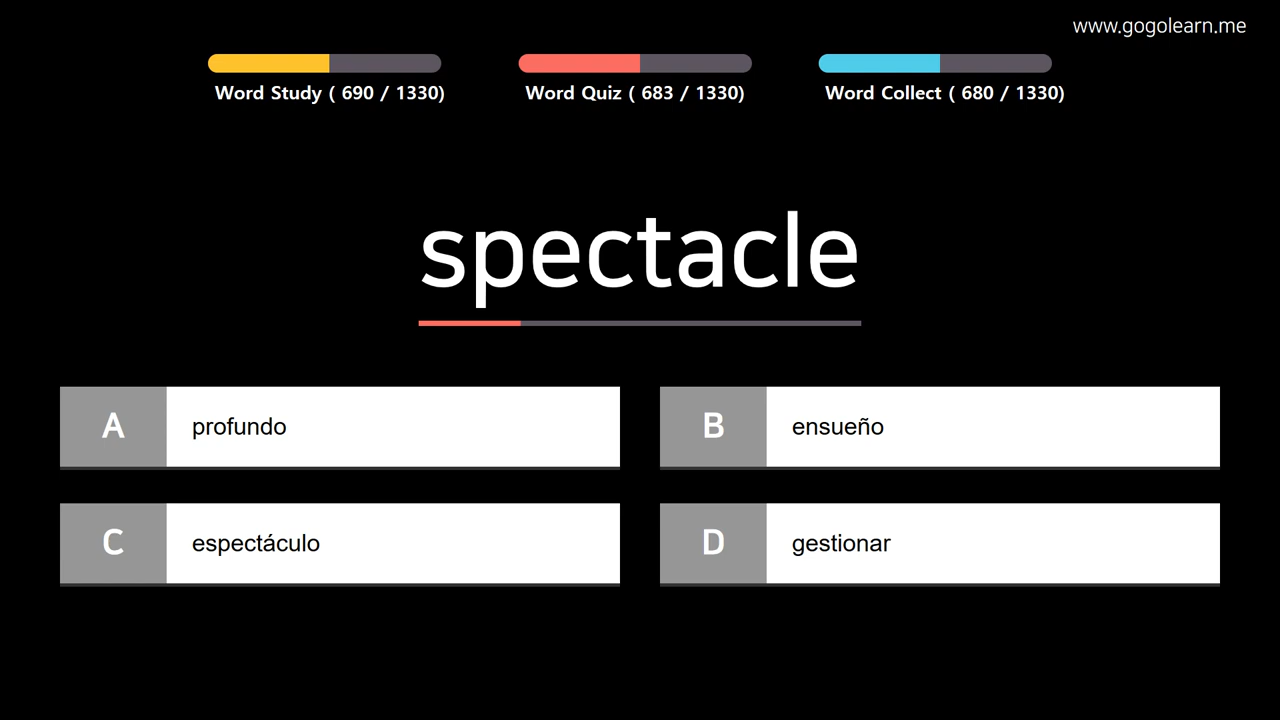 www.gogolearn.me
Word Study ( 690 / 1330)
Word Quiz ( 683 / 1330)
Word Collect ( 680 / 1330)
spectacle
A profundo
B ensueño
C espectáculo
D gestionar